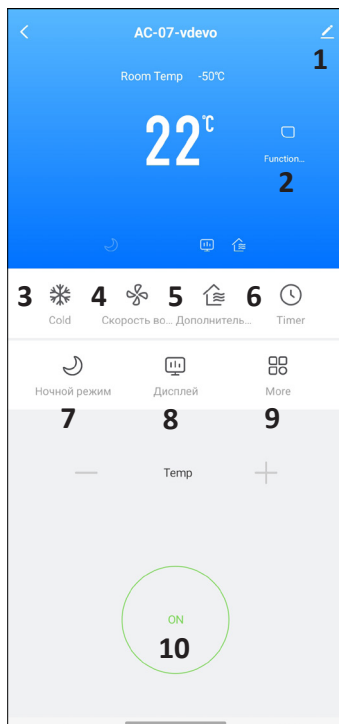 AC-07-vdevo
1
Room Temp -50℃
22℃
Function...
2
3 4 5 6
Cold Скорость во... Дополнитель... Timer
Ночной режим Дисплей More
7 8 9
Temp
ON
10